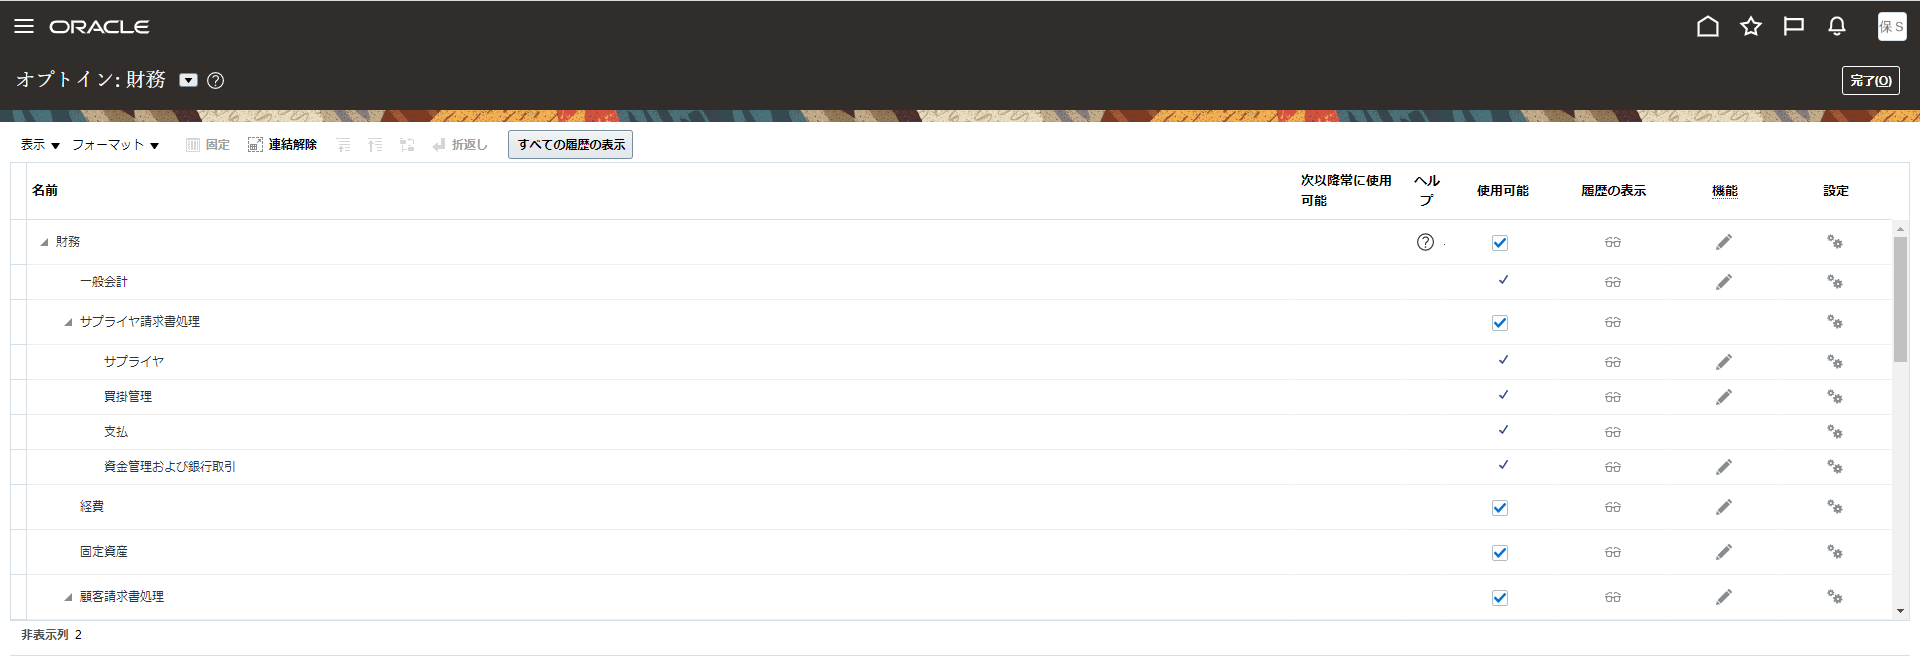 ORACLE
保 S
オプトイン: 財務
完了(O)
表示 フォーマット 固定 連結解除 折返し すべての履歴の表示
名前 次以降常に使用可能 ヘルプ 使用可能 履歴の表示 機能 設定
財務
一般会計
サプライヤ請求書処理
サプライヤ
買掛管理
支払
資金管理および銀行取引
経費
固定資産
顧客請求書処理
非表示列 2